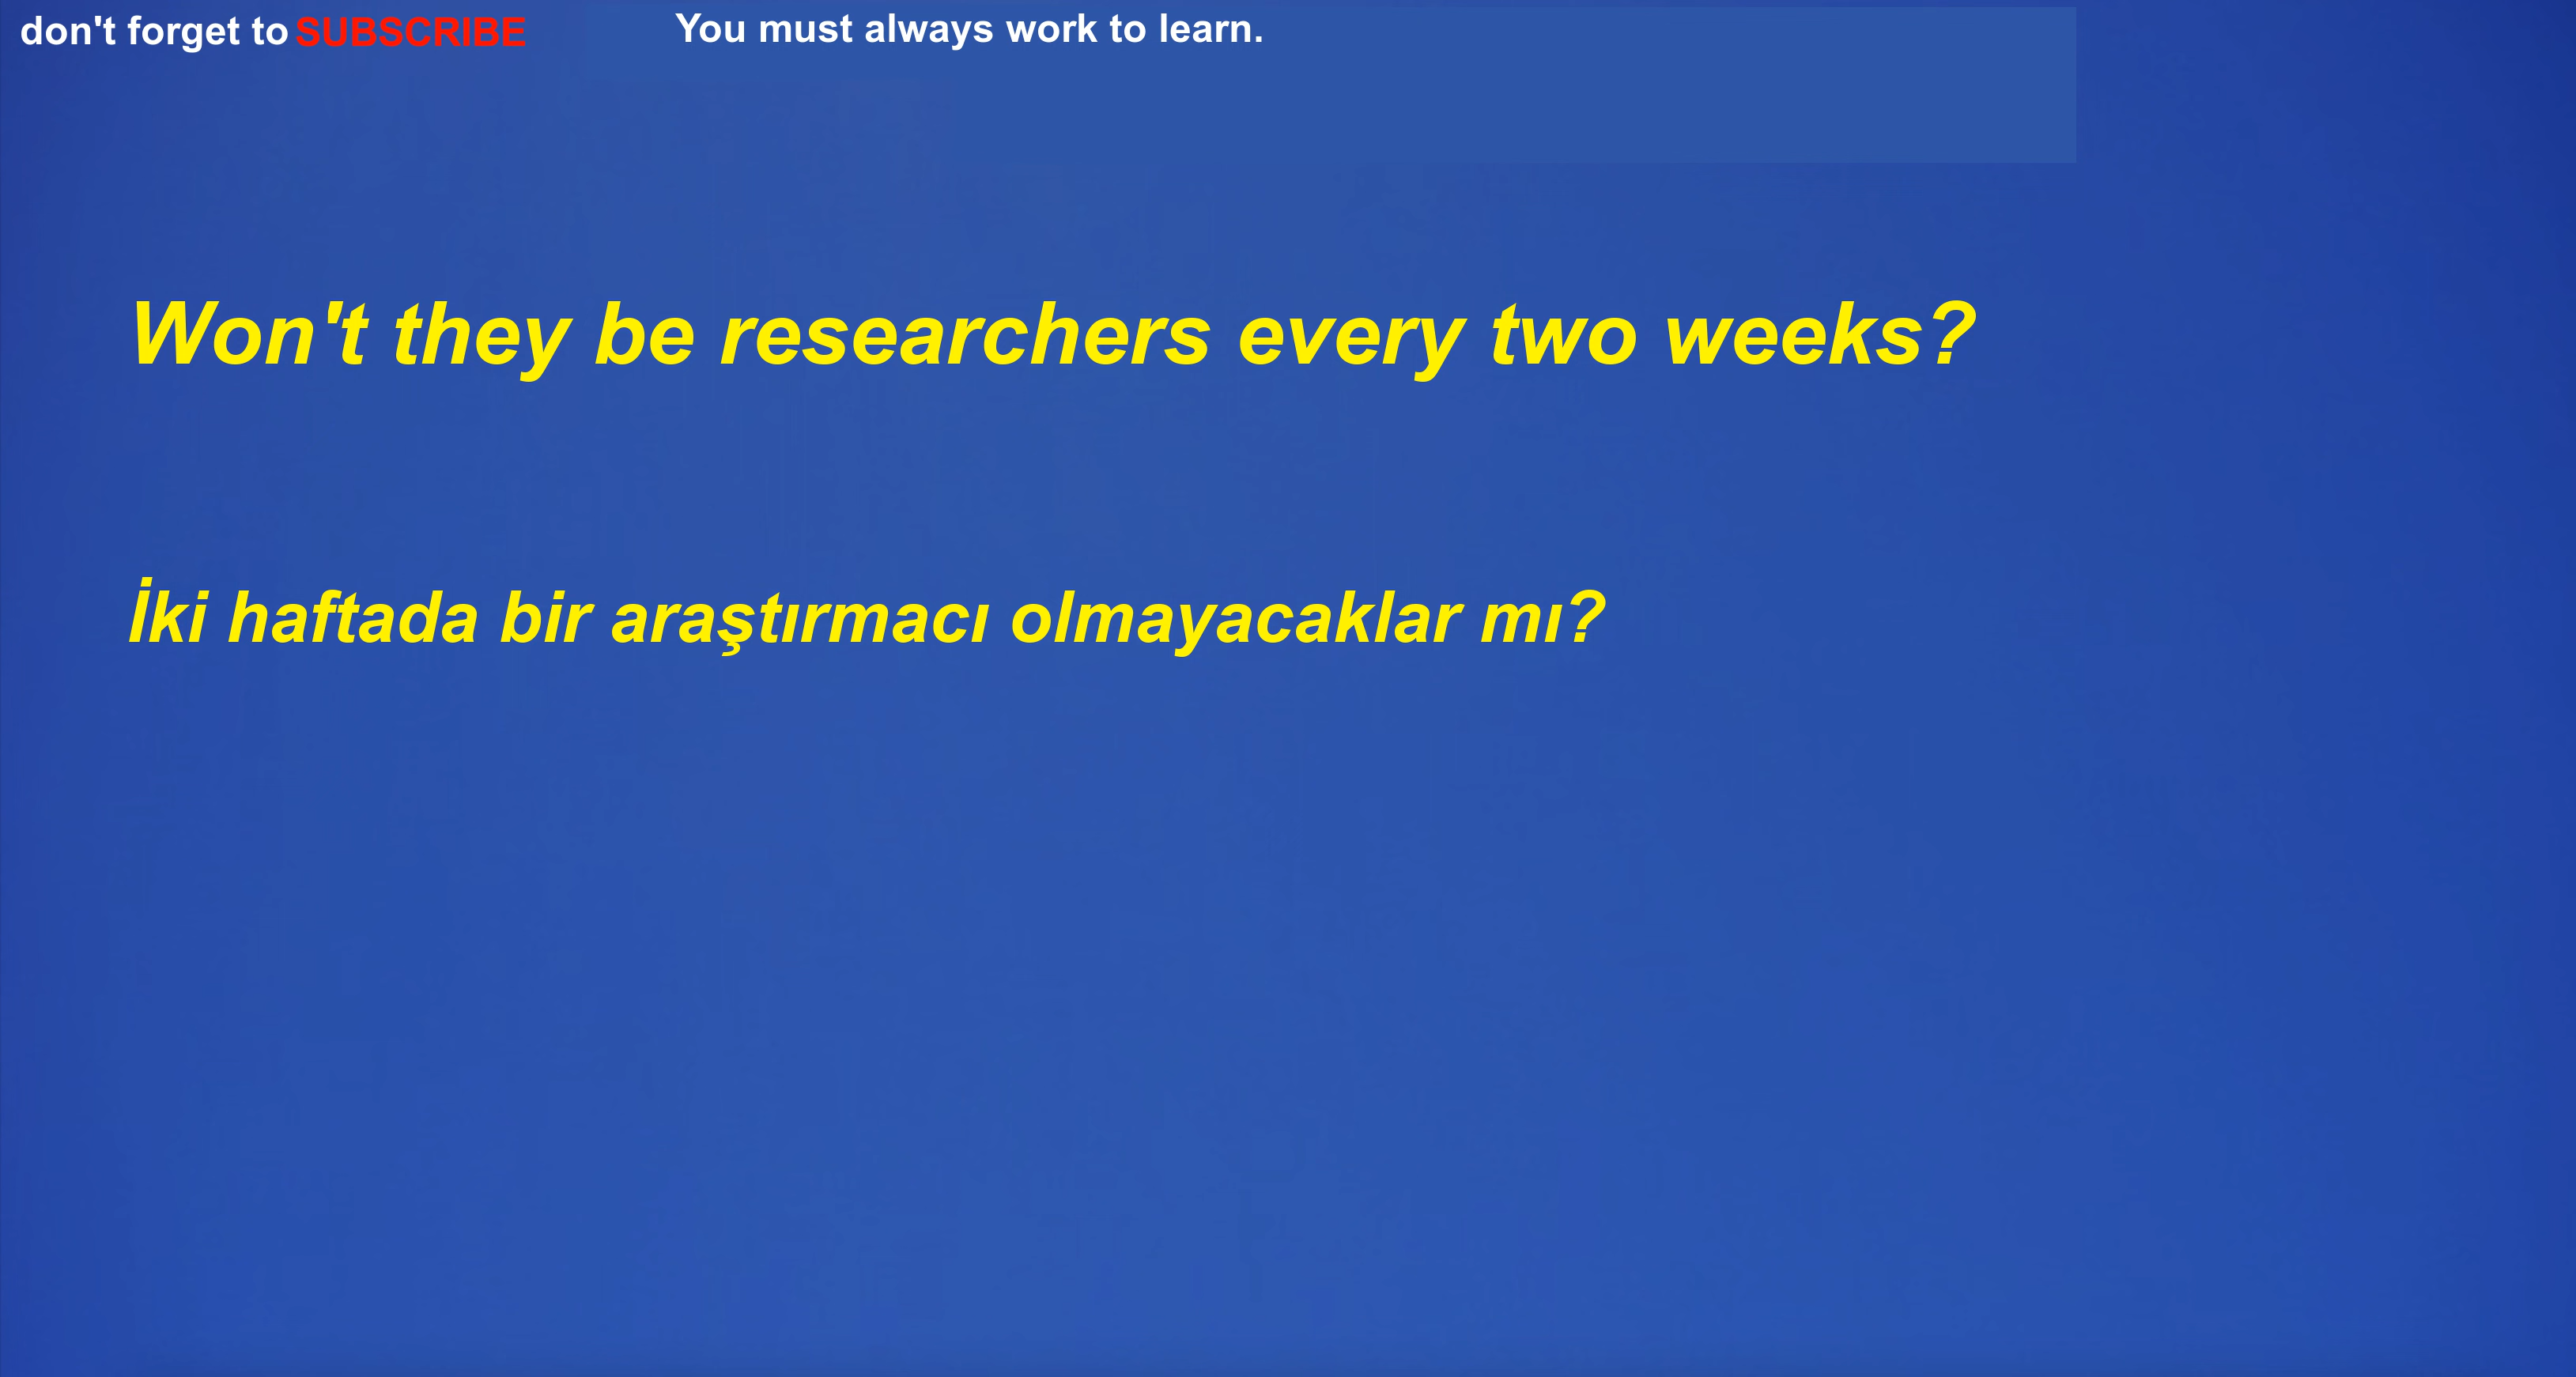 don't forget to SUBSCRIBE You must always work to learn.
Won't they be researchers every two weeks?
İki haftada bir araştırmacı olmayacaklar mı?